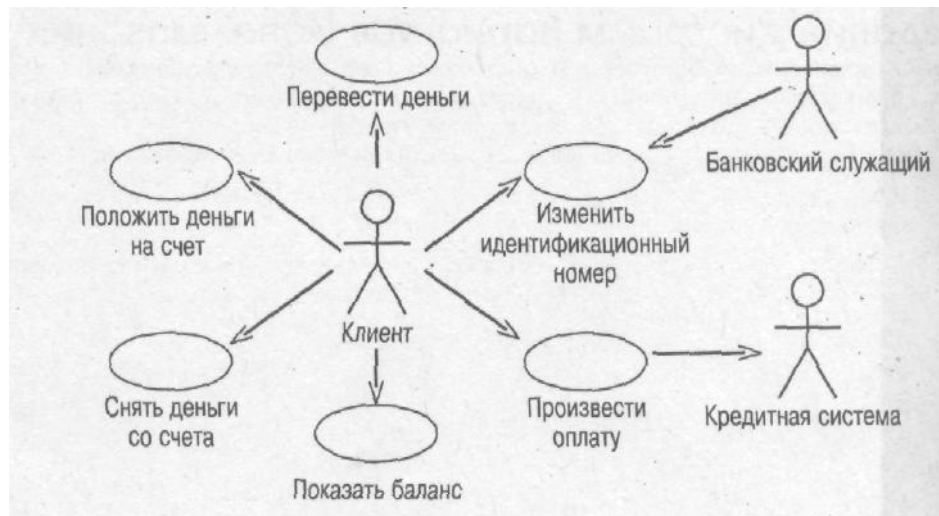 Перевести деньги
Банковский служащий
Положить деньги
на счет
Изменить
идентификационный
номер
Клиент
Снять деньги
со счета
Произвести
оплату
Кредитная система
Показать баланс